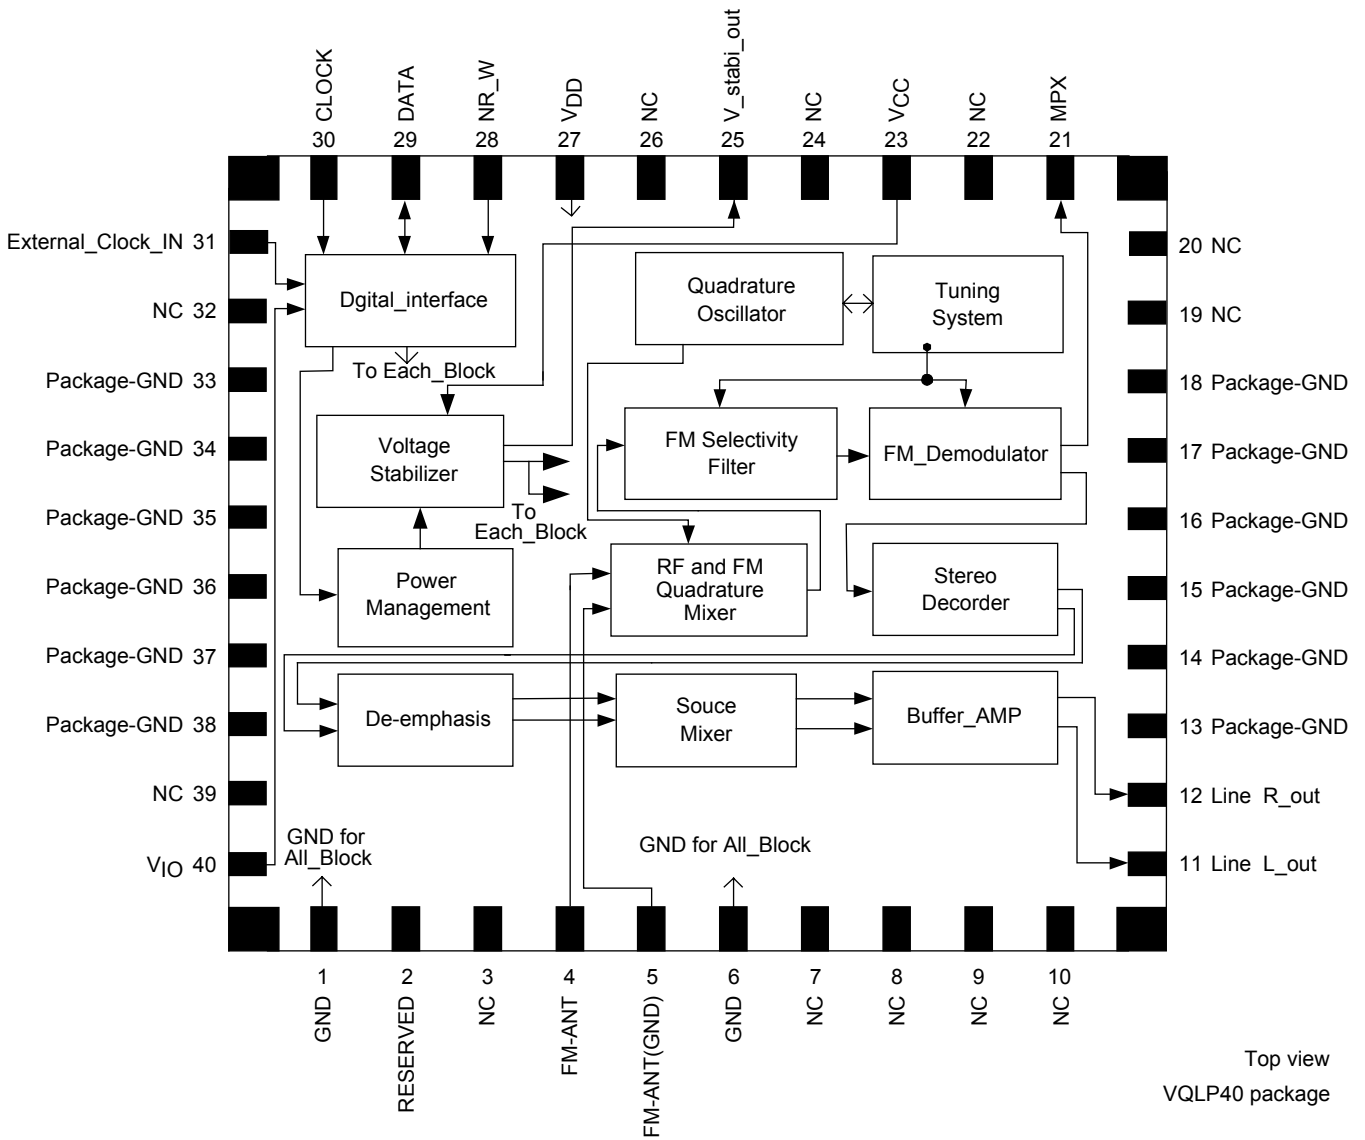 CLOCK
DATA
NR_W
VDD
NC
V_stabi_out
NC
VCC
NC
MPX
30
29
28
27
26
25
24
23
22
21
External_Clock_IN 31
NC 32
Package-GND 33
Package-GND 34
Package-GND 35
Package-GND 36
Package-GND 37
Package-GND 38
NC 39
VIO 40
20 NC
19 NC
18 Package-GND
17 Package-GND
16 Package-GND
15 Package-GND
14 Package-GND
13 Package-GND
12 Line R_out
11 Line L_out
Dgital_interface
To Each_Block
Quadrature
Oscillator
Tuning
System
Voltage
Stabilizer
To
Each_Block
FM Selectivity
Filter
FM_Demodulator
Power
Management
RF and FM
Quadrature
Mixer
Stereo
Decorder
De-emphasis
Souce
Mixer
Buffer_AMP
GND for
All_Block
GND for All_Block
1
2
3
4
5
6
7
8
9
10
GND
RESERVED
NC
FM-ANT
FM-ANT(GND)
GND
NC
NC
NC
NC
Top view
VQLP40 package